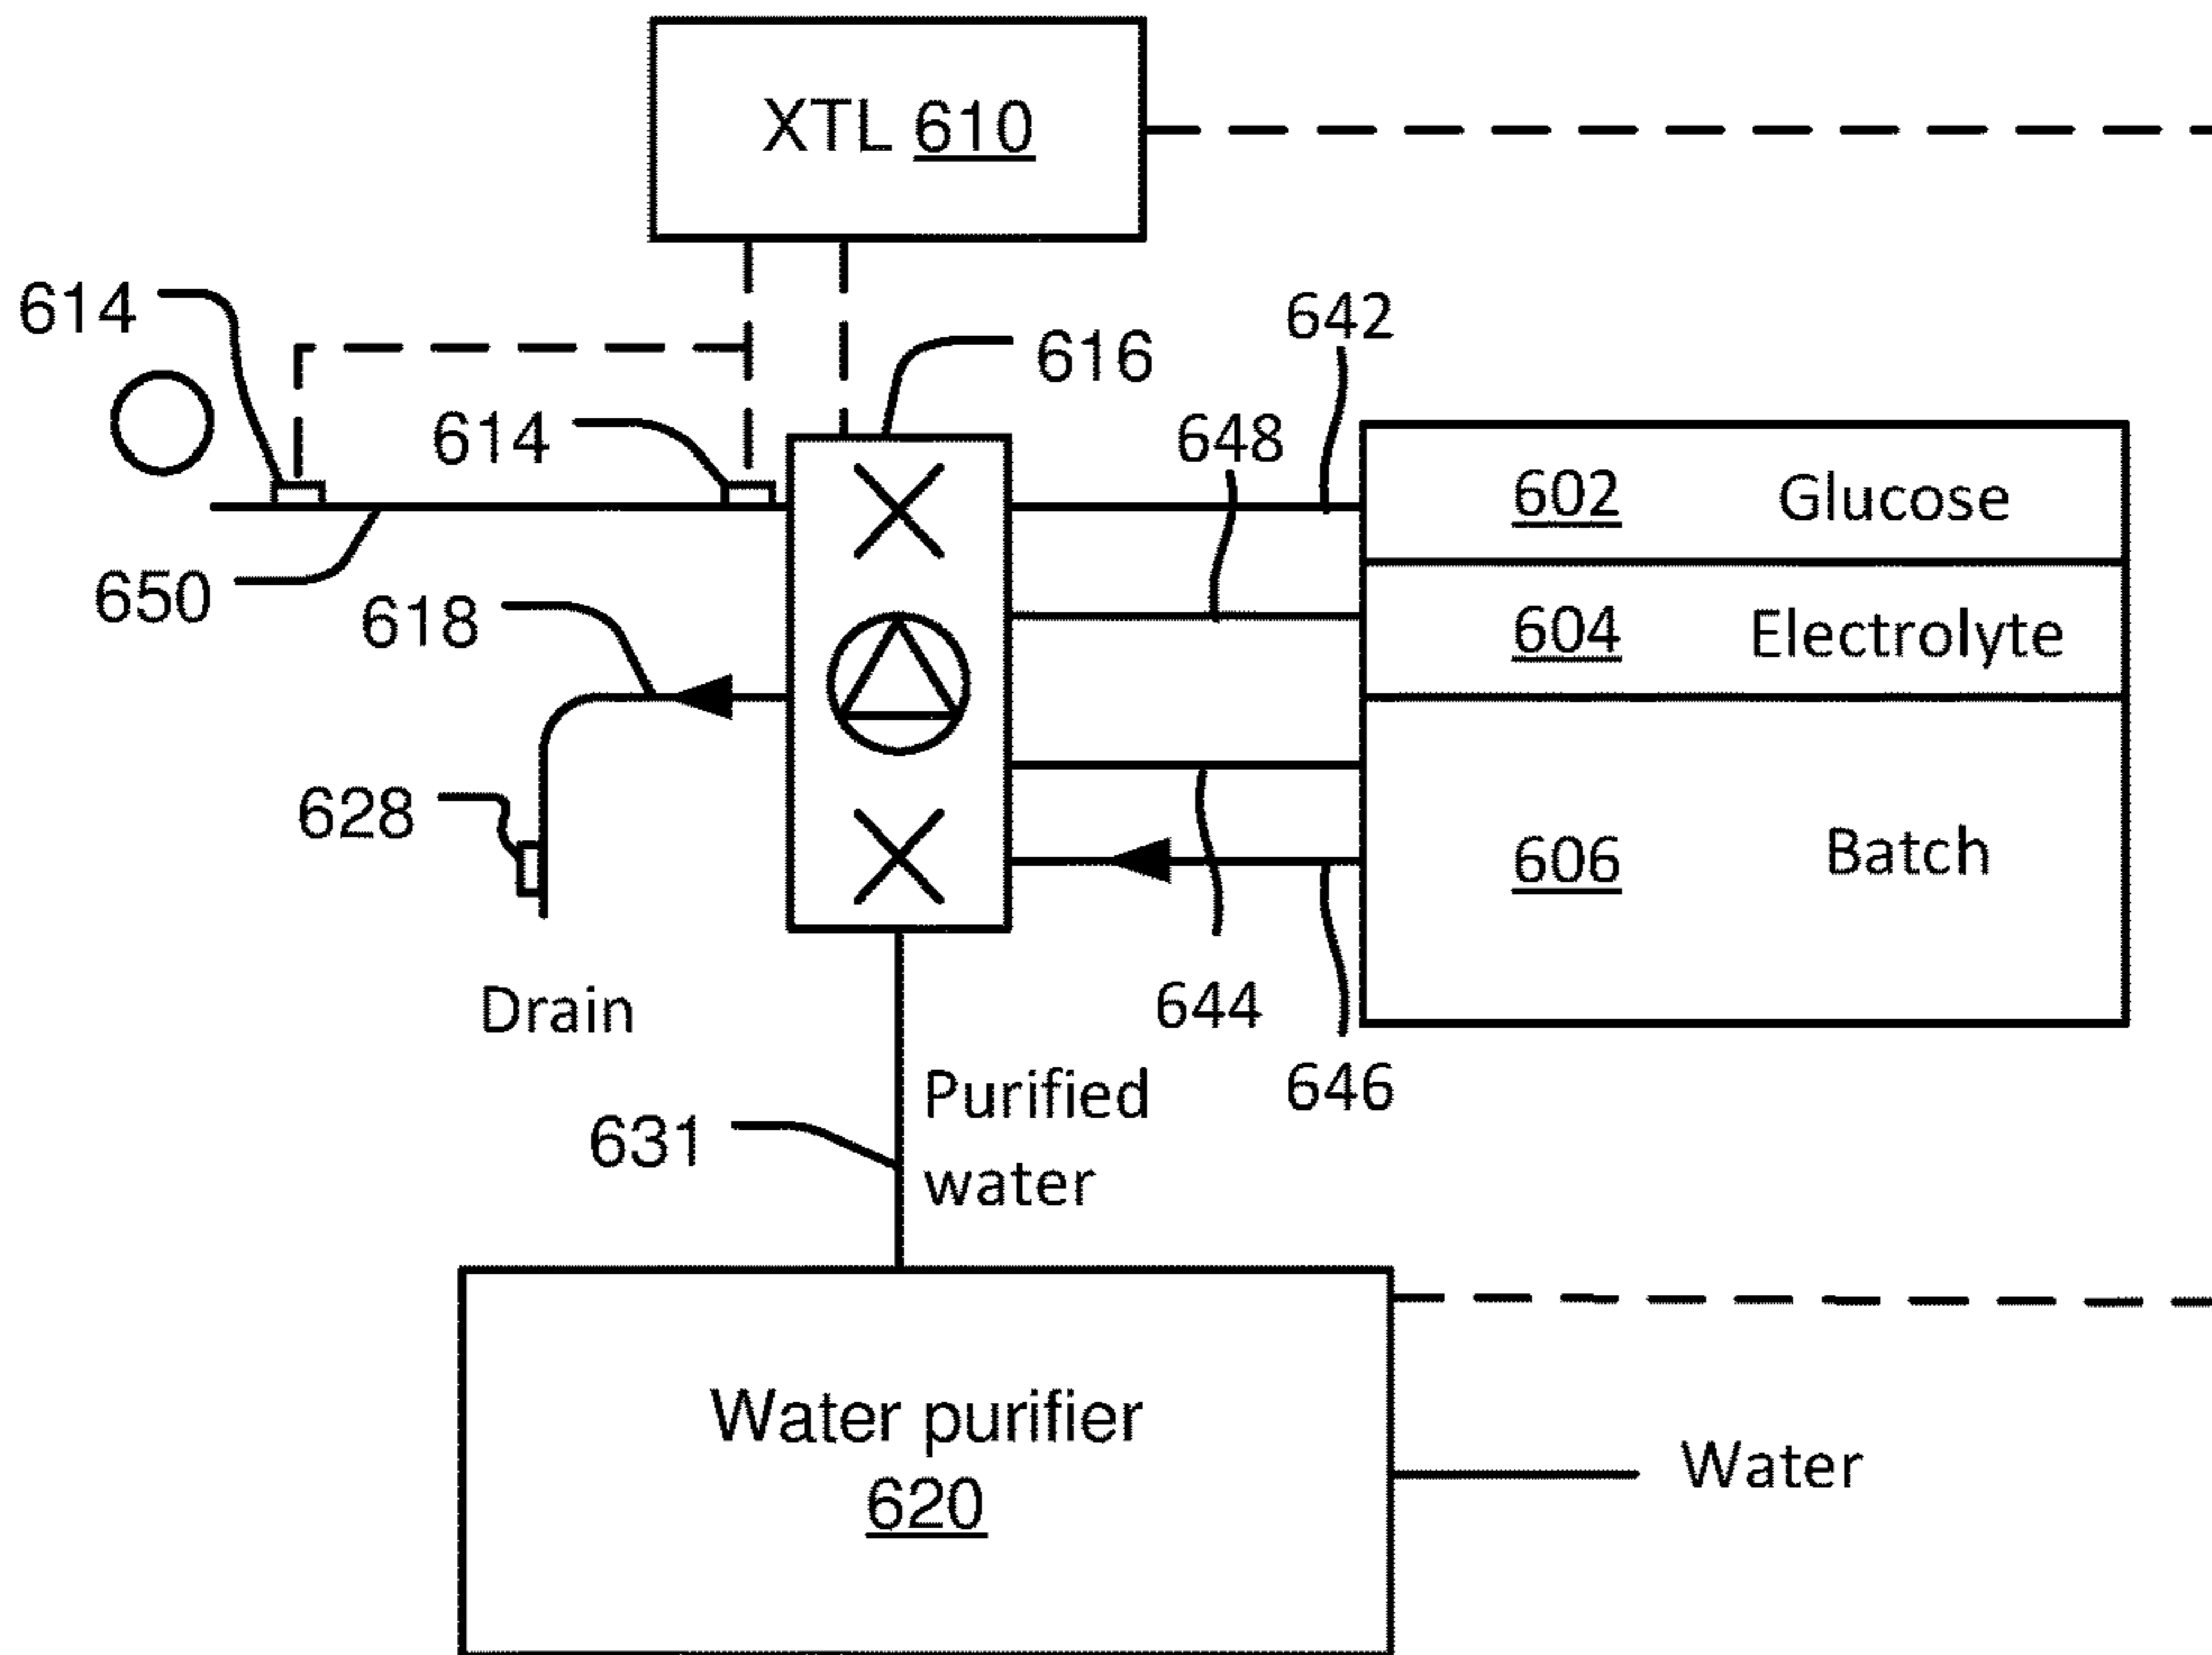 XTL 610
614
642
616
614
648
602 Glucose
650
618
604 Electrolyte
628
606 Batch
Drain
644
646
Purified
water
631
Water purifier
620
Water